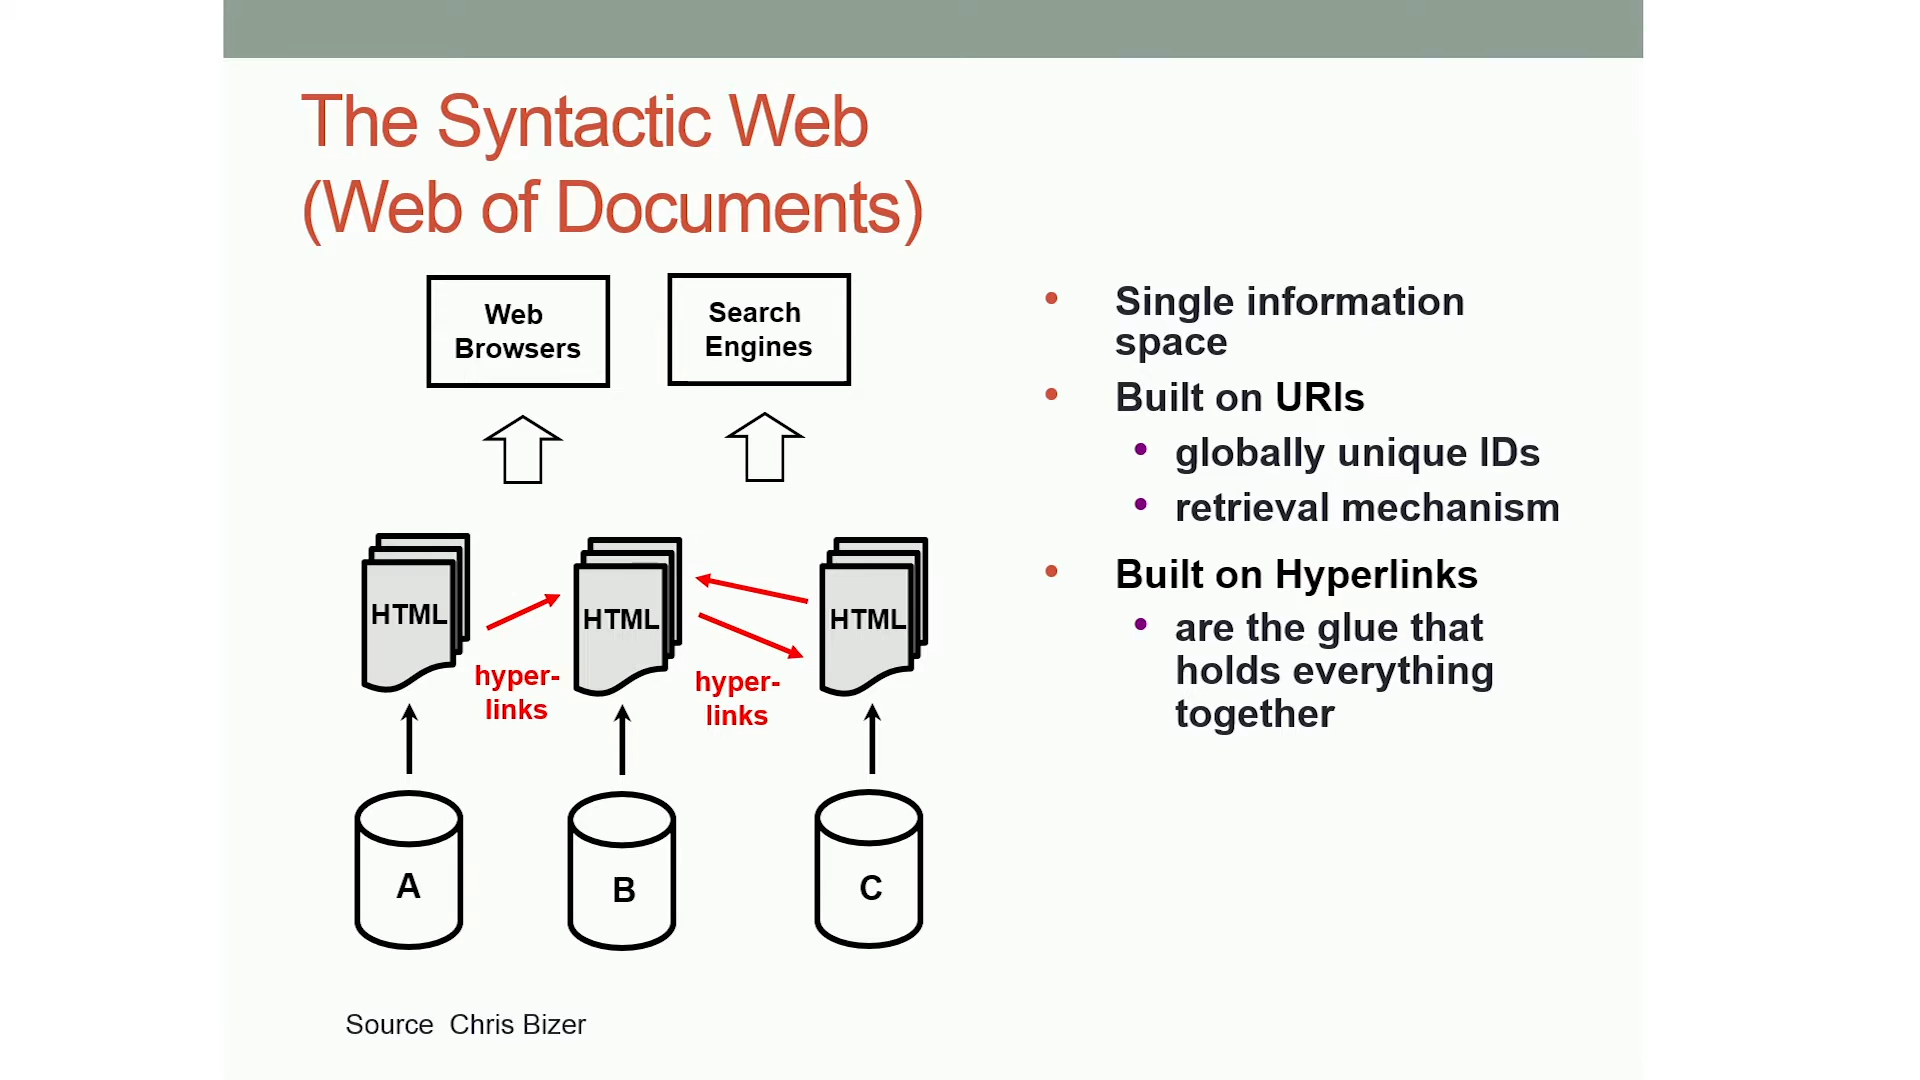 The Syntactic Web
(Web of Documents)
Web
Browsers
Search
Engines
HTML
HTML
HTML
hyper-
links
hyper-
links
A
B
C
Source Chris Bizer
• Single information
space
• Built on URIs
• globally unique IDs
• retrieval mechanism
• Built on Hyperlinks
• are the glue that
holds everything
together